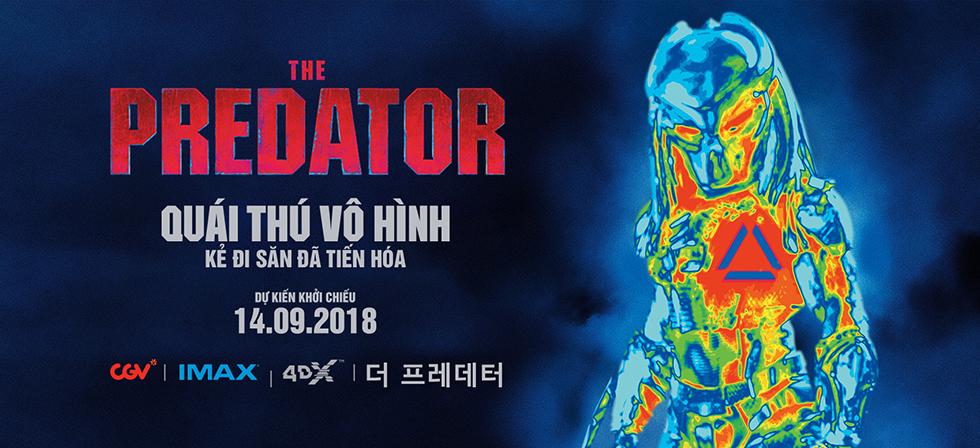 THE
PREDATOR
QUÁI THÚ VÔ HÌNH
KẺ ĐI SĂN ĐÃ TIẾN HÓA
DỰ KIẾN KHỞI CHIẾU
14.09.2018
CGV | IMAX | 4DX™ | 더 프레데터